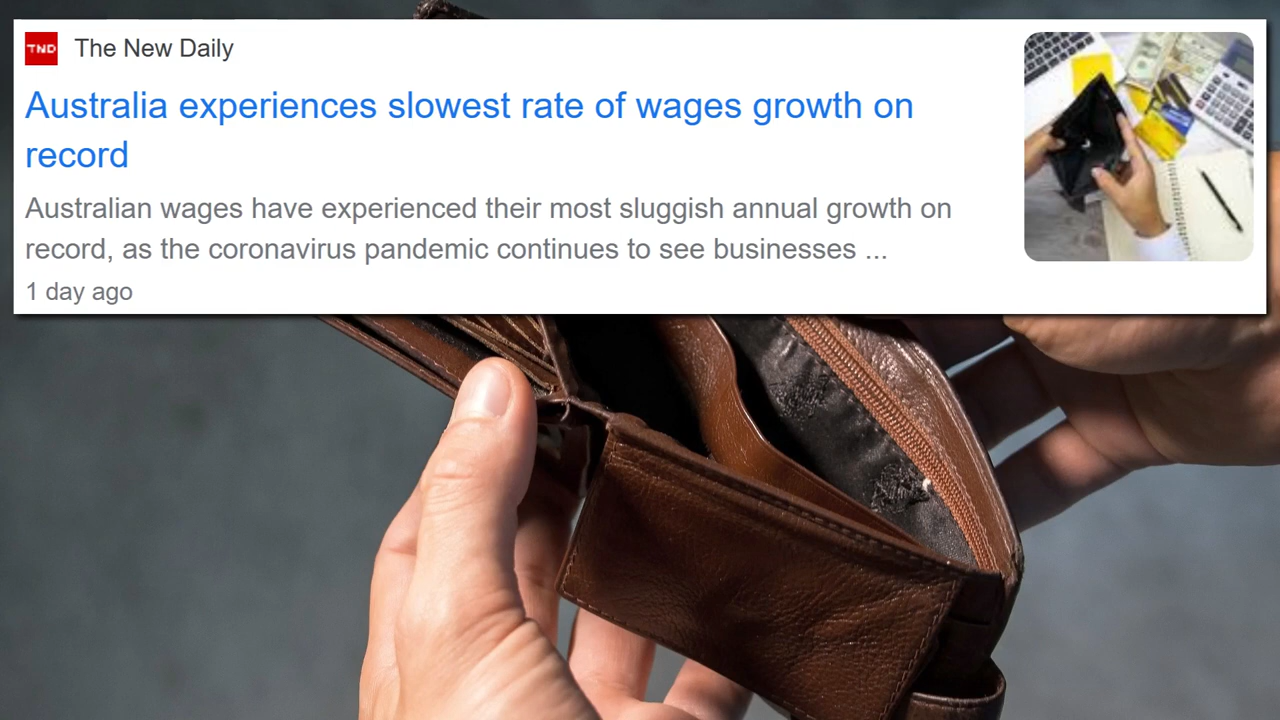 TND The New Daily
Australia experiences slowest rate of wages growth on
record
Australian wages have experienced their most sluggish annual growth on
record, as the coronavirus pandemic continues to see businesses ...
1 day ago